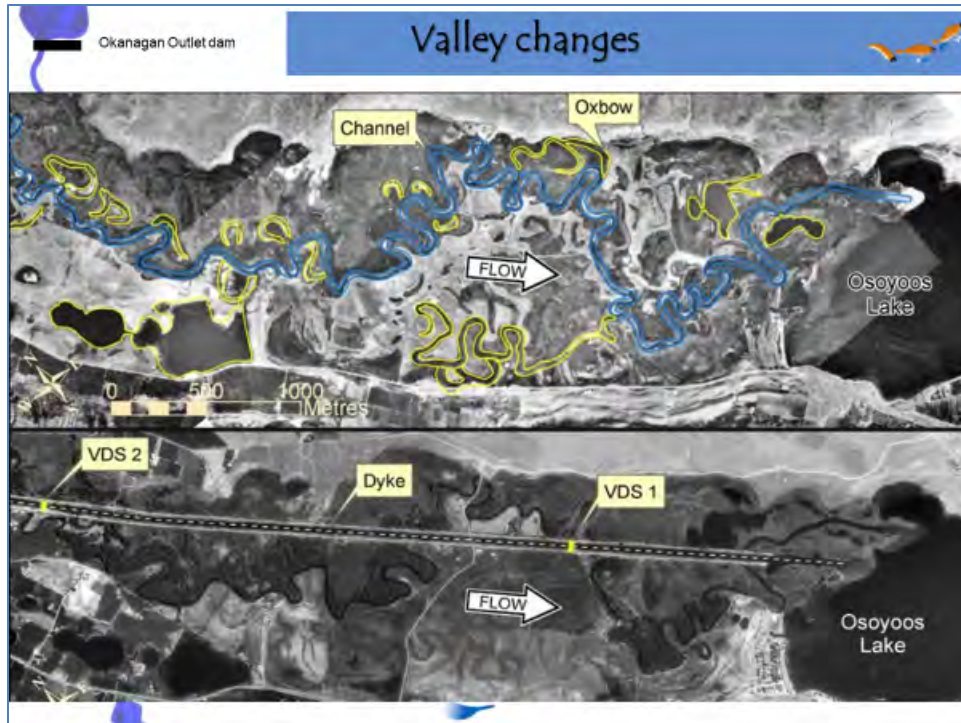 Okanagan Outlet dam
Valley changes
Oxbow
Channel
FLOW
Osoyoos
Lake
0 500 1000
Metres
VDS 2
Dyke
VDS 1
FLOW
Osoyoos
Lake